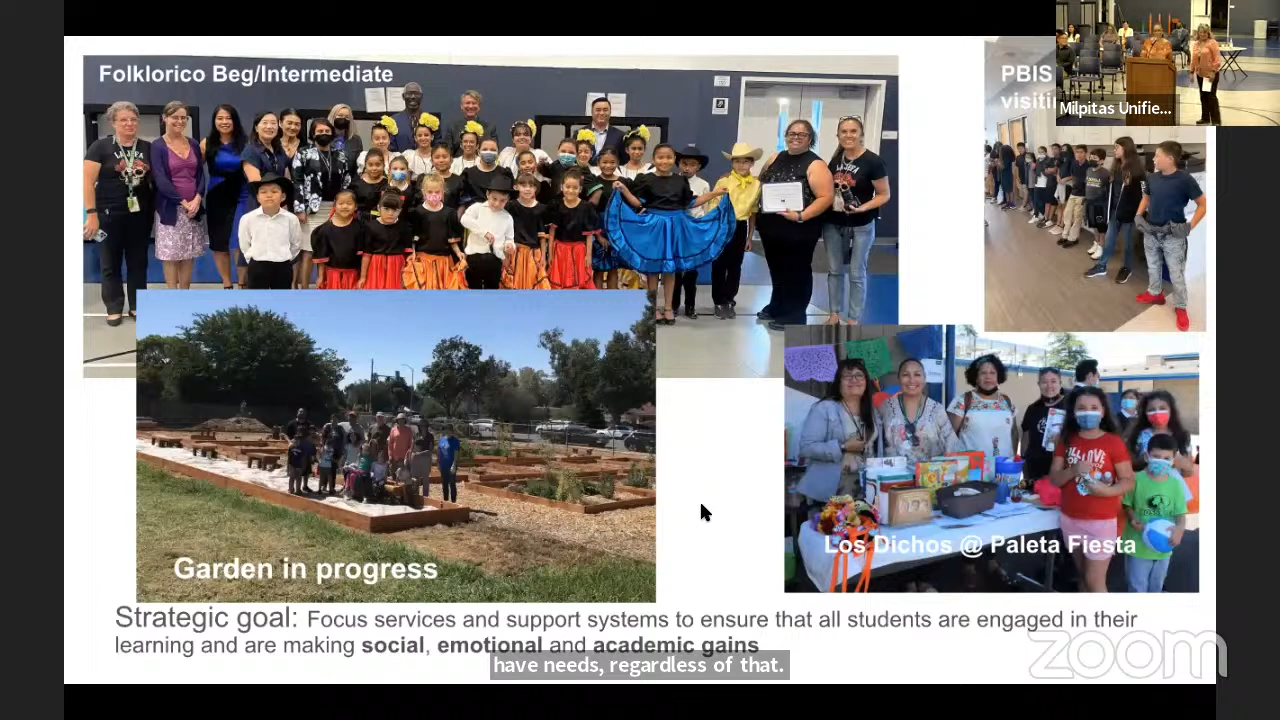 Folklorico Beg/Intermediate
PBIS
Milpitas Unifie...
Garden in progress
Los Dichos @ Paleta Fiesta
Strategic goal: Focus services and support systems to ensure that all students are engaged in their
learning and are making social, emotional and academic gains
have needs, regardless of that.
zoom